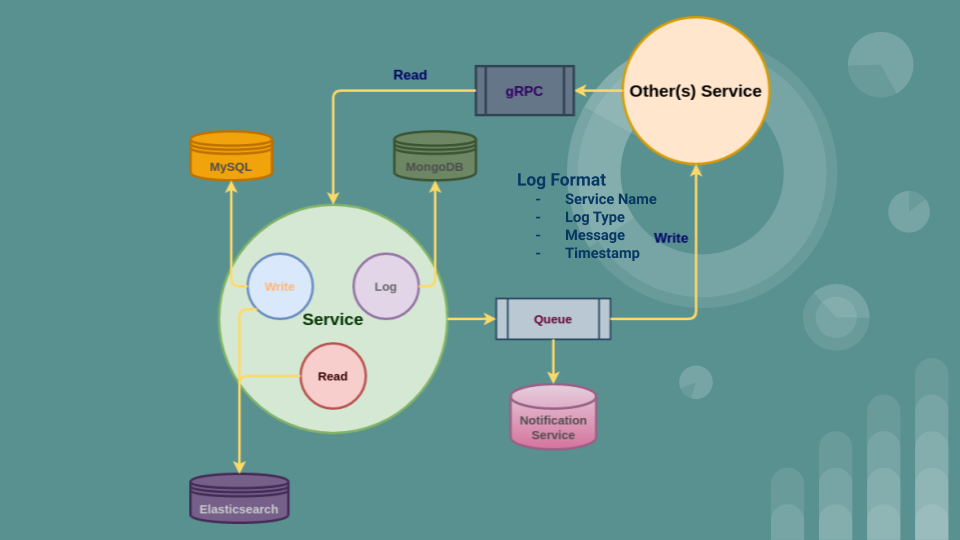 Read
gRPC
Other(s) Service
MySQL
MongoDB
Log Format
- Service Name
- Log Type
- Message
- Timestamp
Write
Write
Log
Service
Queue
Read
Notification
Service
Elasticsearch